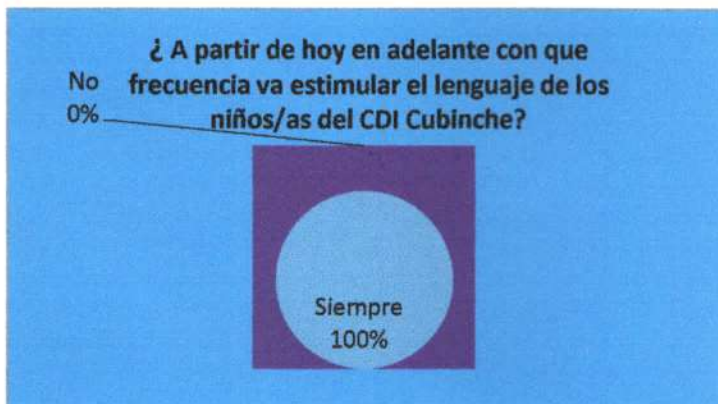 ¿ A partir de hoy en adelante con que
No frecuencia va estimular el lenguaje de los
0% niños/as del CDI Cubinche?
Siempre
100%